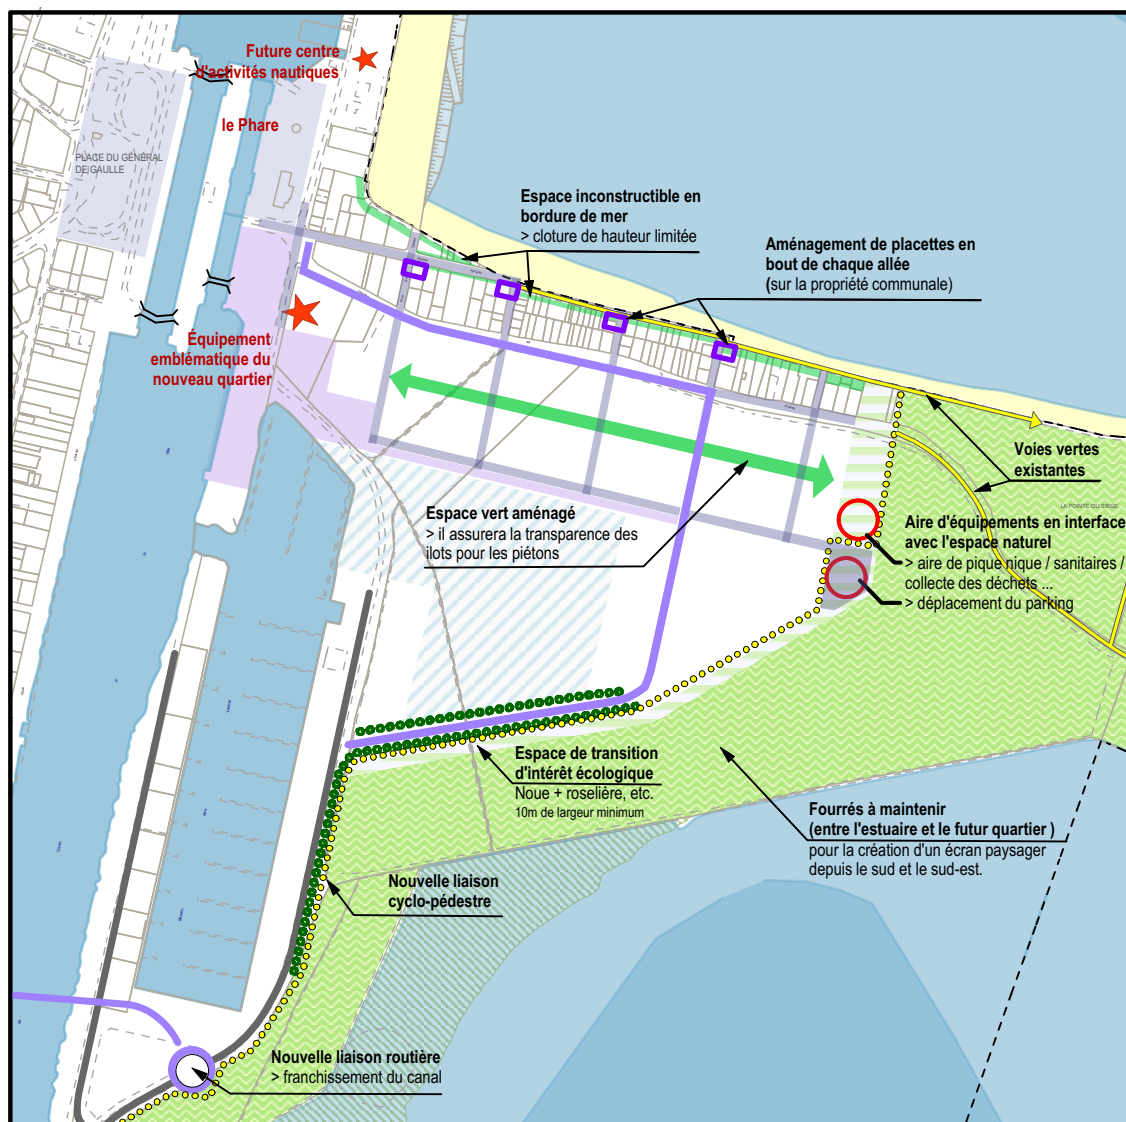 Future centre
d'activités nautiques
le Phare
PLACE DU GÉNÉRAL
DE GAULLE
Espace inconstructible en
bordure de mer
> cloture de hauteur limitée
Aménagement de placettes en
bout de chaque allée
(sur la propriété communale)
Équipement
emblématique du
nouveau quartier
Voies vertes
existantes
LA POINTE DU SIEGE
Espace vert aménagé
> il assurera la transparence des
ilots pour les piétons
Aire d'équipements en interface
avec l'espace naturel
> aire de pique nique / sanitaires /
collecte des déchets ...
> déplacement du parking
Espace de transition
d'intérêt écologique
Noue + roselière, etc.
10m de largeur minimum
Fourrés à maintenir
(entre l'estuaire et le futur quartier )
pour la création d'un écran paysager
depuis le sud et le sud-est.
Nouvelle liaison
cyclo-pédestre
Nouvelle liaison routière
> franchissement du canal